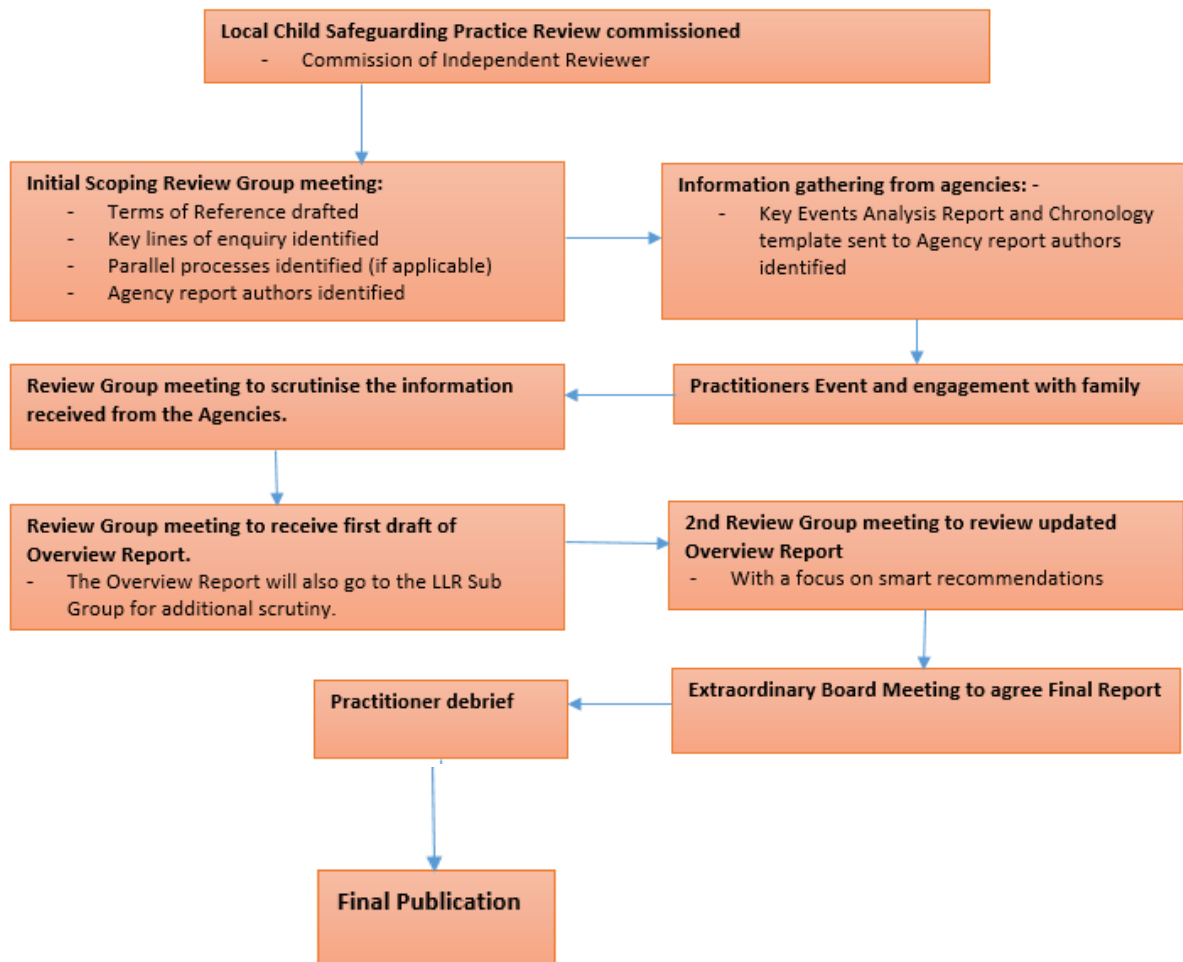 Local Child Safeguarding Practice Review commissioned
- Commission of Independent Reviewer
Initial Scoping Review Group meeting:
- Terms of Reference drafted
- Key lines of enquiry identified
- Parallel processes identified (if applicable)
- Agency report authors identified
Information gathering from agencies: -
- Key Events Analysis Report and Chronology
template sent to Agency report authors
identified
Practitioners Event and engagement with family
Review Group meeting to scrutinise the information
received from the Agencies.
Review Group meeting to receive first draft of
Overview Report.
- The Overview Report will also go to the LLR Sub
Group for additional scrutiny.
2nd Review Group meeting to review updated
Overview Report
- With a focus on smart recommendations
Extraordinary Board Meeting to agree Final Report
Practitioner debrief
Final Publication